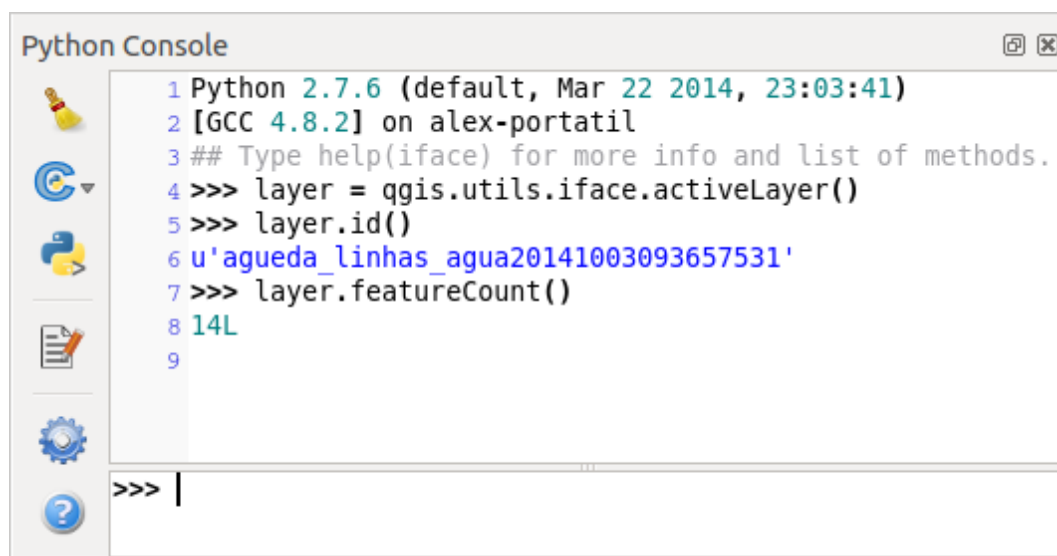 Python Console
1 Python 2.7.6 (default, Mar 22 2014, 23:03:41)
2 [GCC 4.8.2] on alex-portatil
3 ## Type help(iface) for more info and list of methods.
4 >>> layer = qgis.utils.iface.activeLayer()
5 >>> layer.id()
6 u'agueda_linhas_agua20141003093657531'
7 >>> layer.featureCount()
8 14L
9
>>>